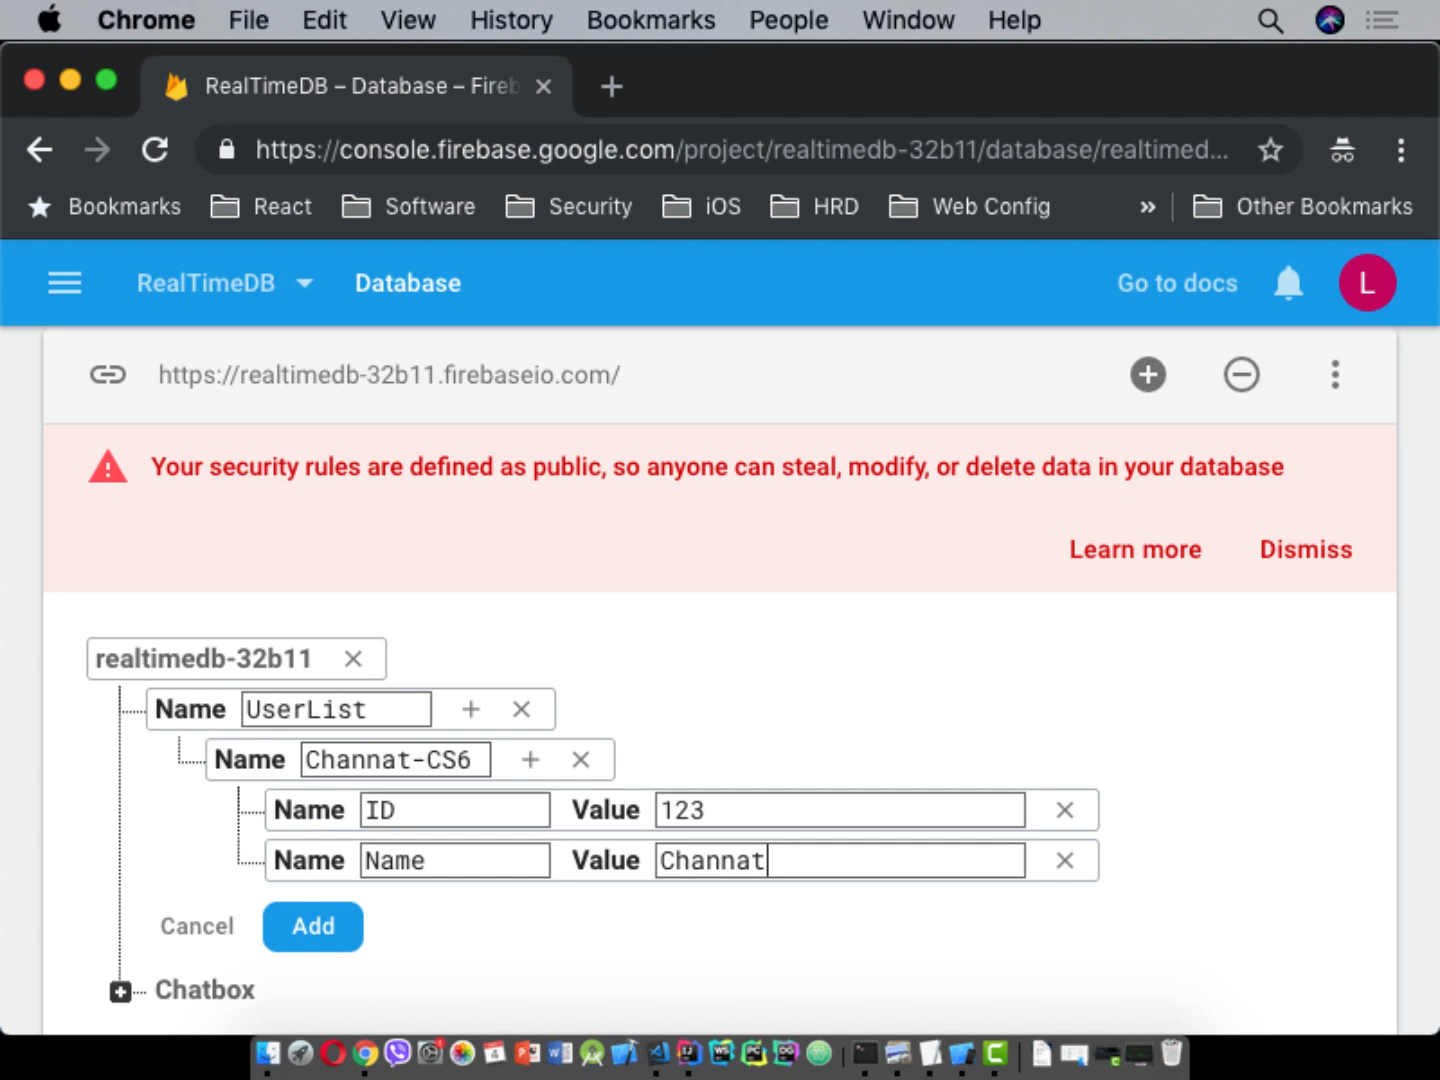 Chrome File Edit View History Bookmarks People Window Help
RealTimeDB – Database – Fireb
https://console.firebase.google.com/project/realtimedb-32b11/database/realtimed...
Bookmarks React Software Security iOS HRD Web Config » Other Bookmarks
RealTimeDB Database Go to docs L
https://realtimedb-32b11.firebaseio.com/
Your security rules are defined as public, so anyone can steal, modify, or delete data in your database
Learn more Dismiss
realtimedb-32b11
Name UserList
Name Channat-CS6
Name ID Value 123
Name Name Value Channat
Cancel Add
Chatbox